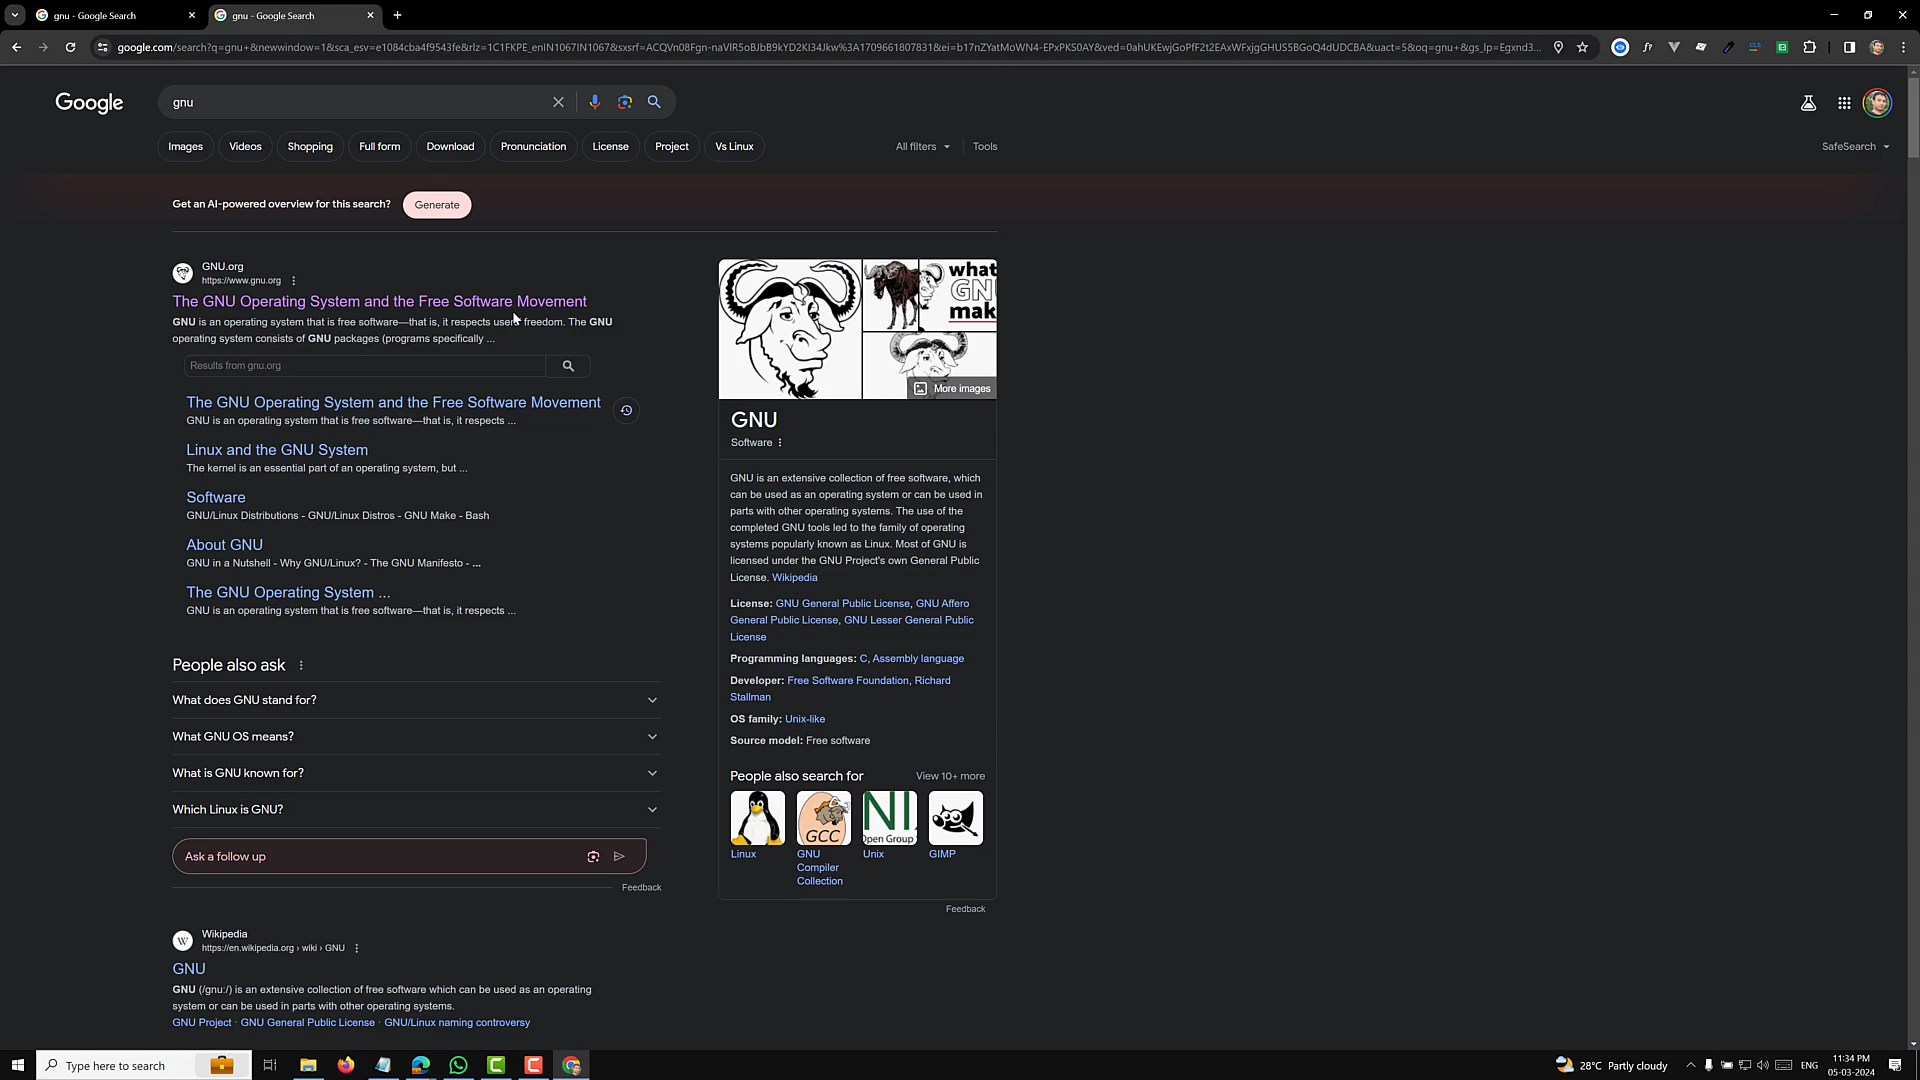 gnu - Google Search
gnu - Google Search
google.com/search?q=gnu+&newwindow=1&sca_esv=e1084cba4f9543fe&rlz=1C1FKPE_enIN1067IN1067&sxsrf=ACQVn08Fgn-naVlR5oBJbB9kYD2KI34Jkw%3A1709661807831&ei=b17nZYatMoWN4-EPxPKS0AY&ved=0ahUKEwjGoPfF2t2EAxWFxjgGHUS5BGoQ4dUDCBA&uact=5&oq=gnu+&gs_lp=Egxnd3...
Google
gnu
Images
Videos
Shopping
Full form
Download
Pronunciation
License
Project
Vs Linux
All filters
Tools
SafeSearch
Get an AI-powered overview for this search?
Generate
GNU.org
https://www.gnu.org
The GNU Operating System and the Free Software Movement
GNU is an operating system that is free software—that is, it respects users freedom. The GNU
operating system consists of GNU packages (programs specifically ...
Results from gnu.org
The GNU Operating System and the Free Software Movement
GNU is an operating system that is free software—that is, it respects ...
Linux and the GNU System
The kernel is an essential part of an operating system, but ...
Software
GNU/Linux Distributions - GNU/Linux Distros - GNU Make - Bash
About GNU
GNU in a Nutshell - Why GNU/Linux? - The GNU Manifesto - ...
The GNU Operating System ...
GNU is an operating system that is free software—that is, it respects ...
People also ask
What does GNU stand for?
What GNU OS means?
What is GNU known for?
Which Linux is GNU?
Ask a follow up
Feedback
Wikipedia
https://en.wikipedia.org › wiki › GNU
GNU
GNU (/ɡnuː/) is an extensive collection of free software which can be used as an operating
system or can be used in parts with other operating systems.
GNU Project · GNU General Public License · GNU/Linux naming controversy
what
GN
mak
More images
GNU
Software
GNU is an extensive collection of free software, which
can be used as an operating system or can be used in
parts with other operating systems. The use of the
completed GNU tools led to the family of operating
systems popularly known as Linux. Most of GNU is
licensed under the GNU Project's own General Public
License. Wikipedia
License: GNU General Public License, GNU Affero
General Public License, GNU Lesser General Public
License
Programming languages: C, Assembly language
Developer: Free Software Foundation, Richard
Stallman
OS family: Unix-like
Source model: Free software
People also search for
View 10+ more
GCC
NI
Open Group
Linux
GNU
Compiler
Collection
Unix
GIMP
Feedback
Type here to search
28°C Partly cloudy
ENG
11:34 PM
05-03-2024